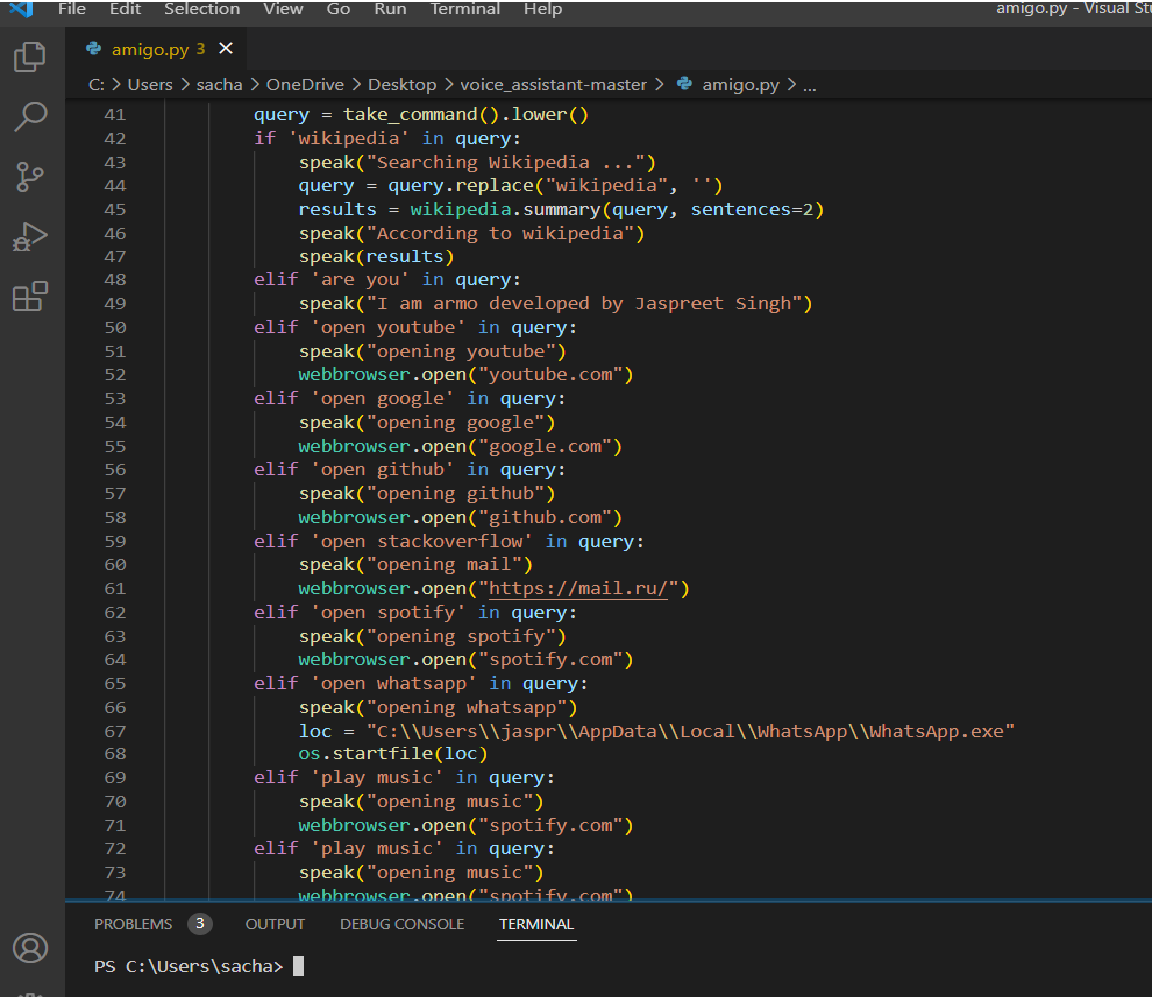 File Edit Selection View Go Run Terminal Help amigo.py - Visual Stu
amigo.py 3
C: > Users > sacha > OneDrive > Desktop > voice_assistant-master > amigo.py > ...
41 query = take_command().lower()
42 if 'wikipedia' in query:
43 speak("Searching Wikipedia ...")
44 query = query.replace("wikipedia", '')
45 results = wikipedia.summary(query, sentences=2)
46 speak("According to wikipedia")
47 speak(results)
48 elif 'are you' in query:
49 speak("I am armo developed by Jaspreet Singh")
50 elif 'open youtube' in query:
51 speak("opening youtube")
52 webbrowser.open("youtube.com")
53 elif 'open google' in query:
54 speak("opening google")
55 webbrowser.open("google.com")
56 elif 'open github' in query:
57 speak("opening github")
58 webbrowser.open("github.com")
59 elif 'open stackoverflow' in query:
60 speak("opening mail")
61 webbrowser.open("https://mail.ru/")
62 elif 'open spotify' in query:
63 speak("opening spotify")
64 webbrowser.open("spotify.com")
65 elif 'open whatsapp' in query:
66 speak("opening whatsapp")
67 loc = "C:\\Users\\jaspr\\AppData\\Local\\WhatsApp\\WhatsApp.exe"
68 os.startfile(loc)
69 elif 'play music' in query:
70 speak("opening music")
71 webbrowser.open("spotify.com")
72 elif 'play music' in query:
73 speak("opening music")
74 webbrowser.open("spotify.com")
PROBLEMS 3 OUTPUT DEBUG CONSOLE TERMINAL
PS C:\Users\sacha>